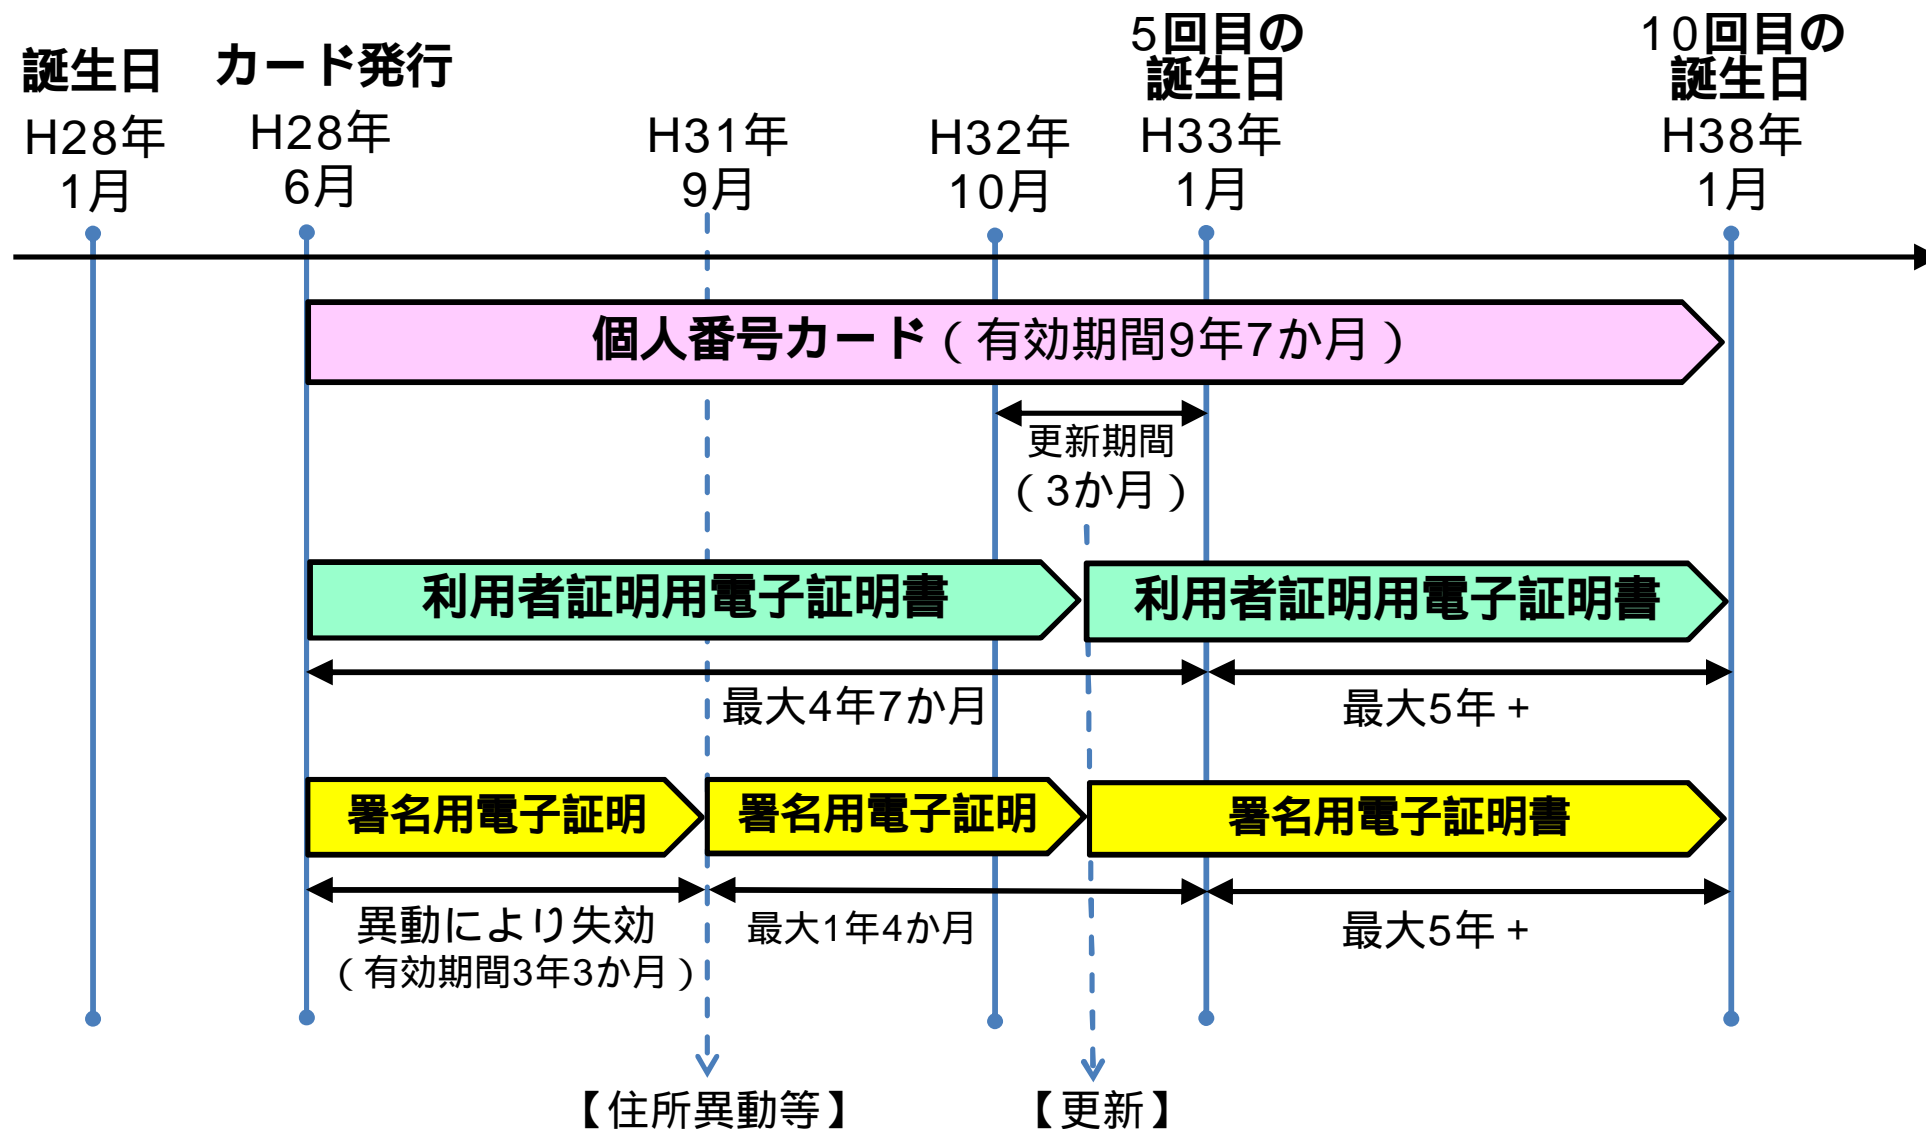 誕生日
H28年
1月
カード発行
H28年
6月
H31年
9月
H32年
10月
5回目の
誕生日
H33年
1月
10回目の
誕生日
H38年
1月
個人番号カード（有効期間9年7か月）
更新期間
（3か月）
利用者証明用電子証明書
利用者証明用電子証明書
最大4年7か月
最大5年+
署名用電子証明
署名用電子証明
署名用電子証明書
異動により失効
（有効期間3年3か月）
最大1年4か月
最大5年+
【住所異動等】
【更新】